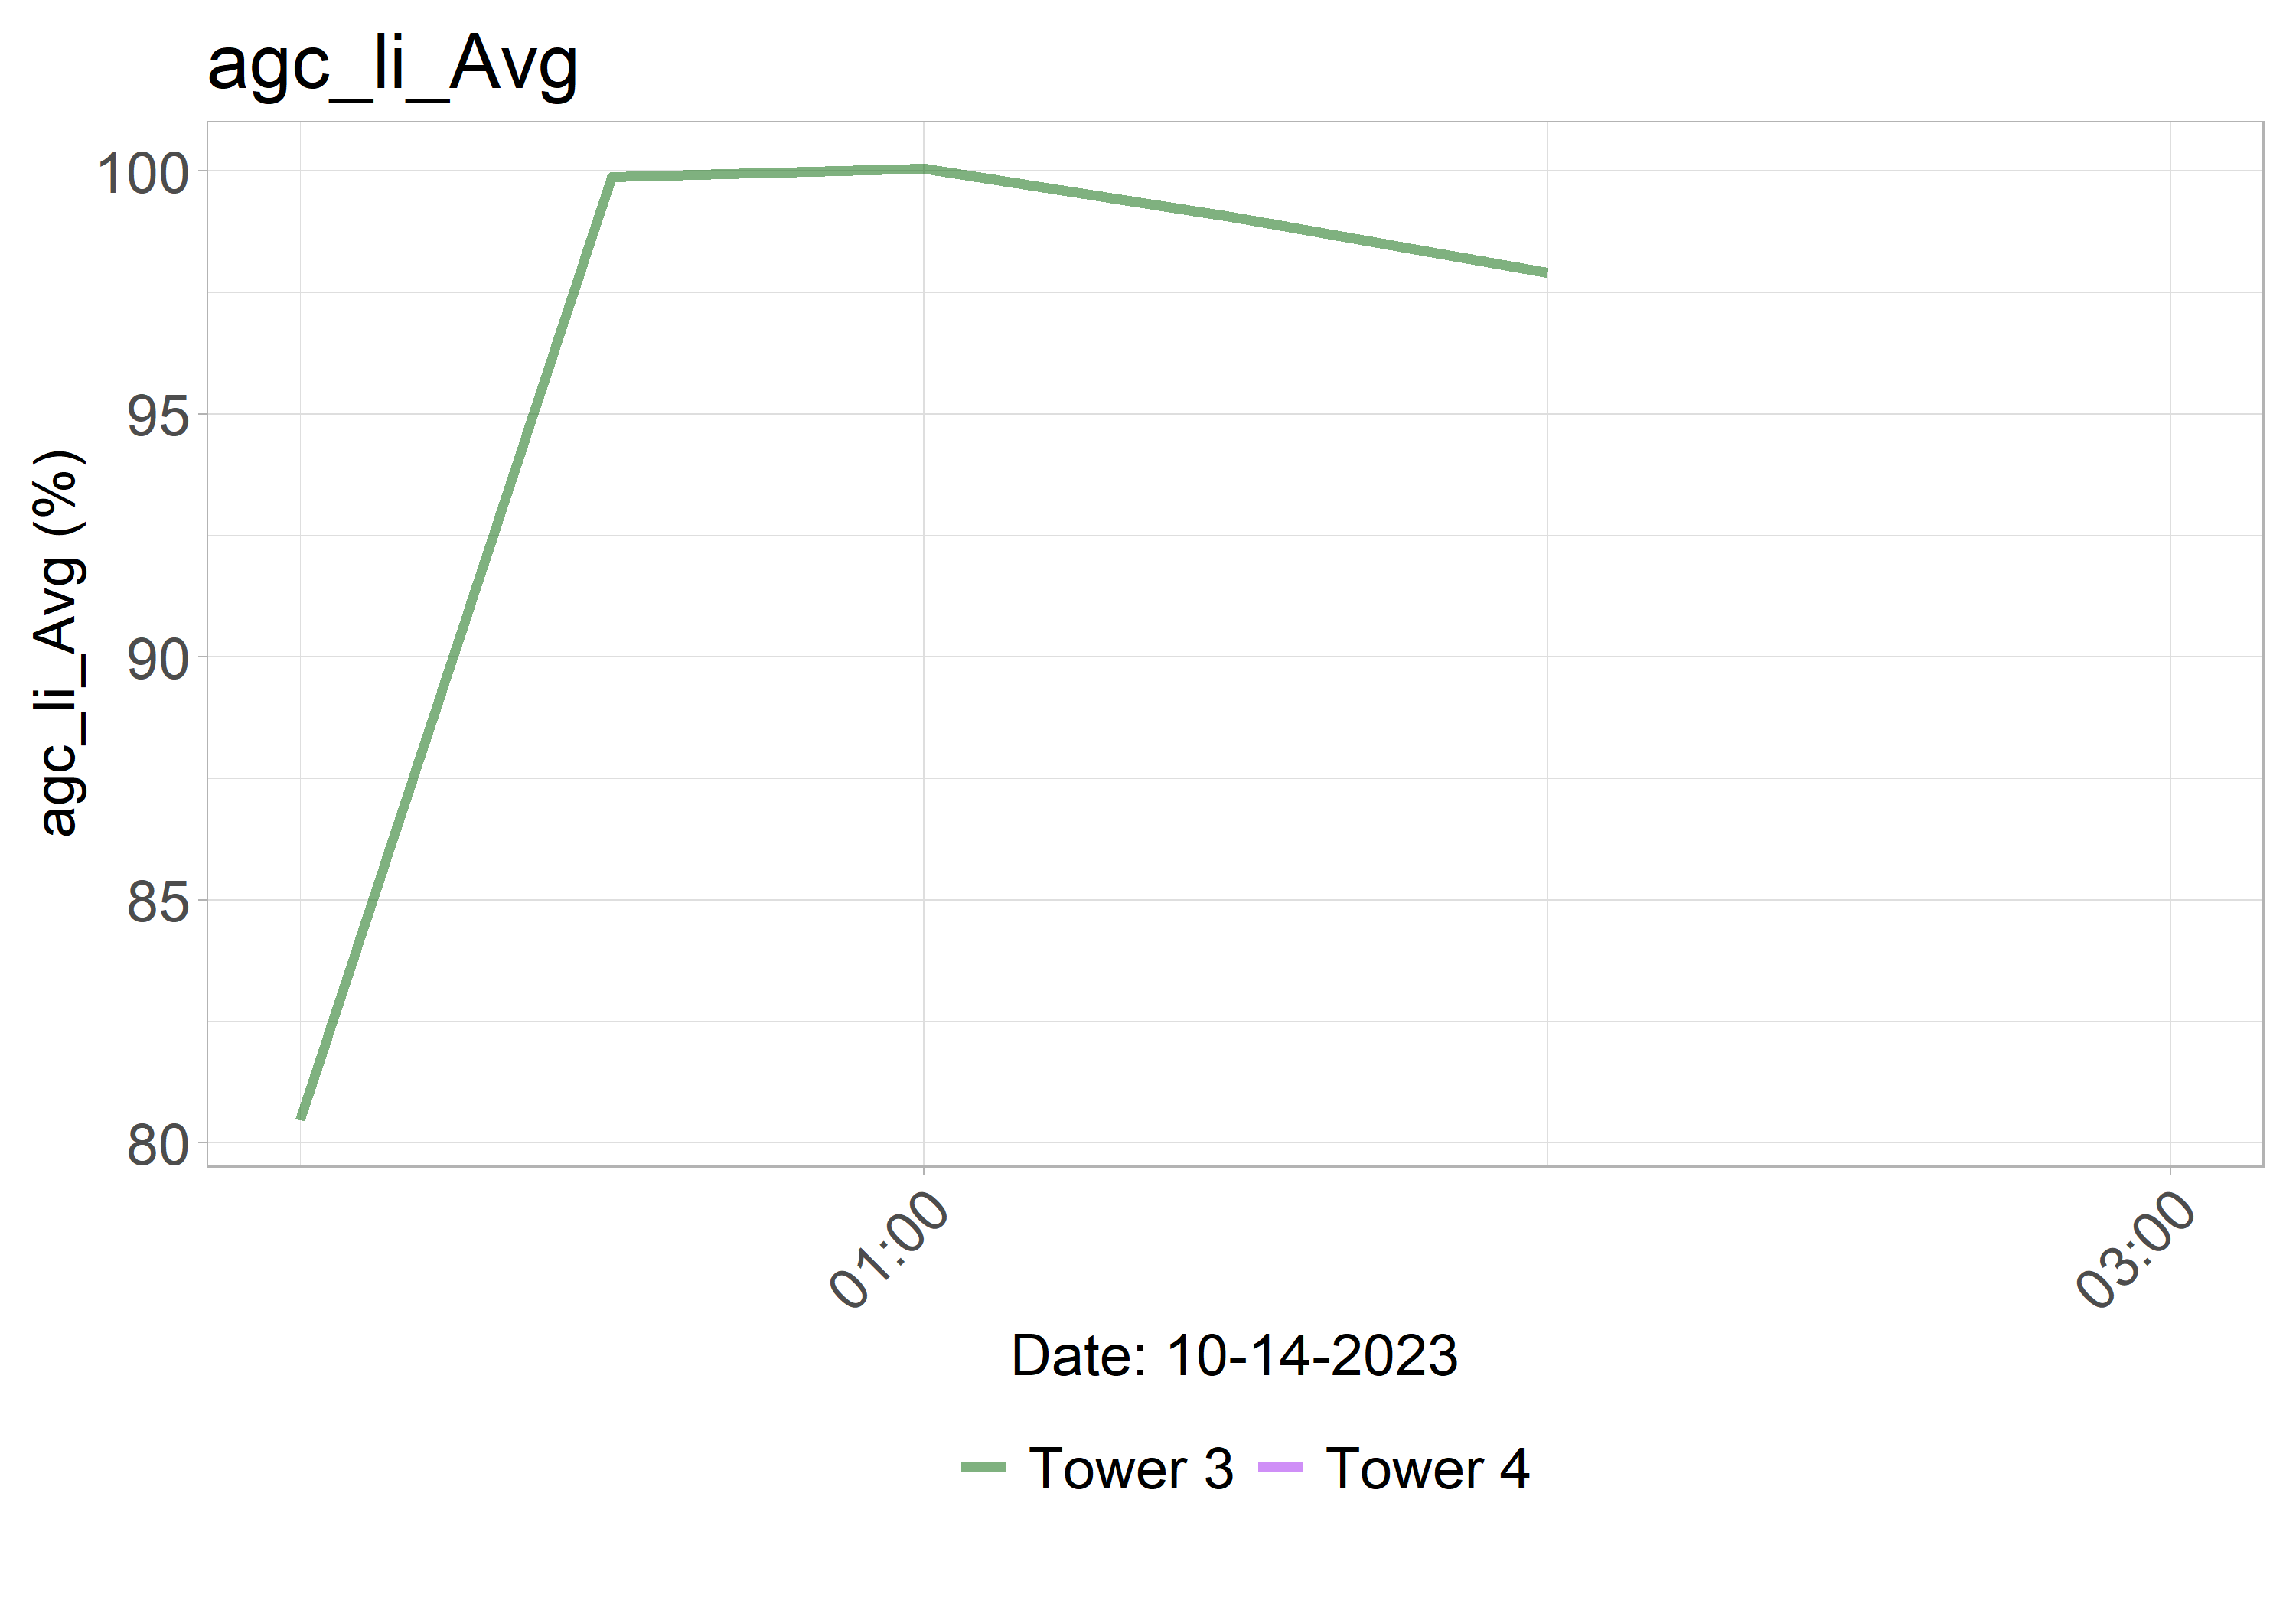 agc_li_Avg
agc_li_Avg (%)
100
95
90
85
80
01:00
03:00
Date: 10-14-2023
Tower 3
Tower 4